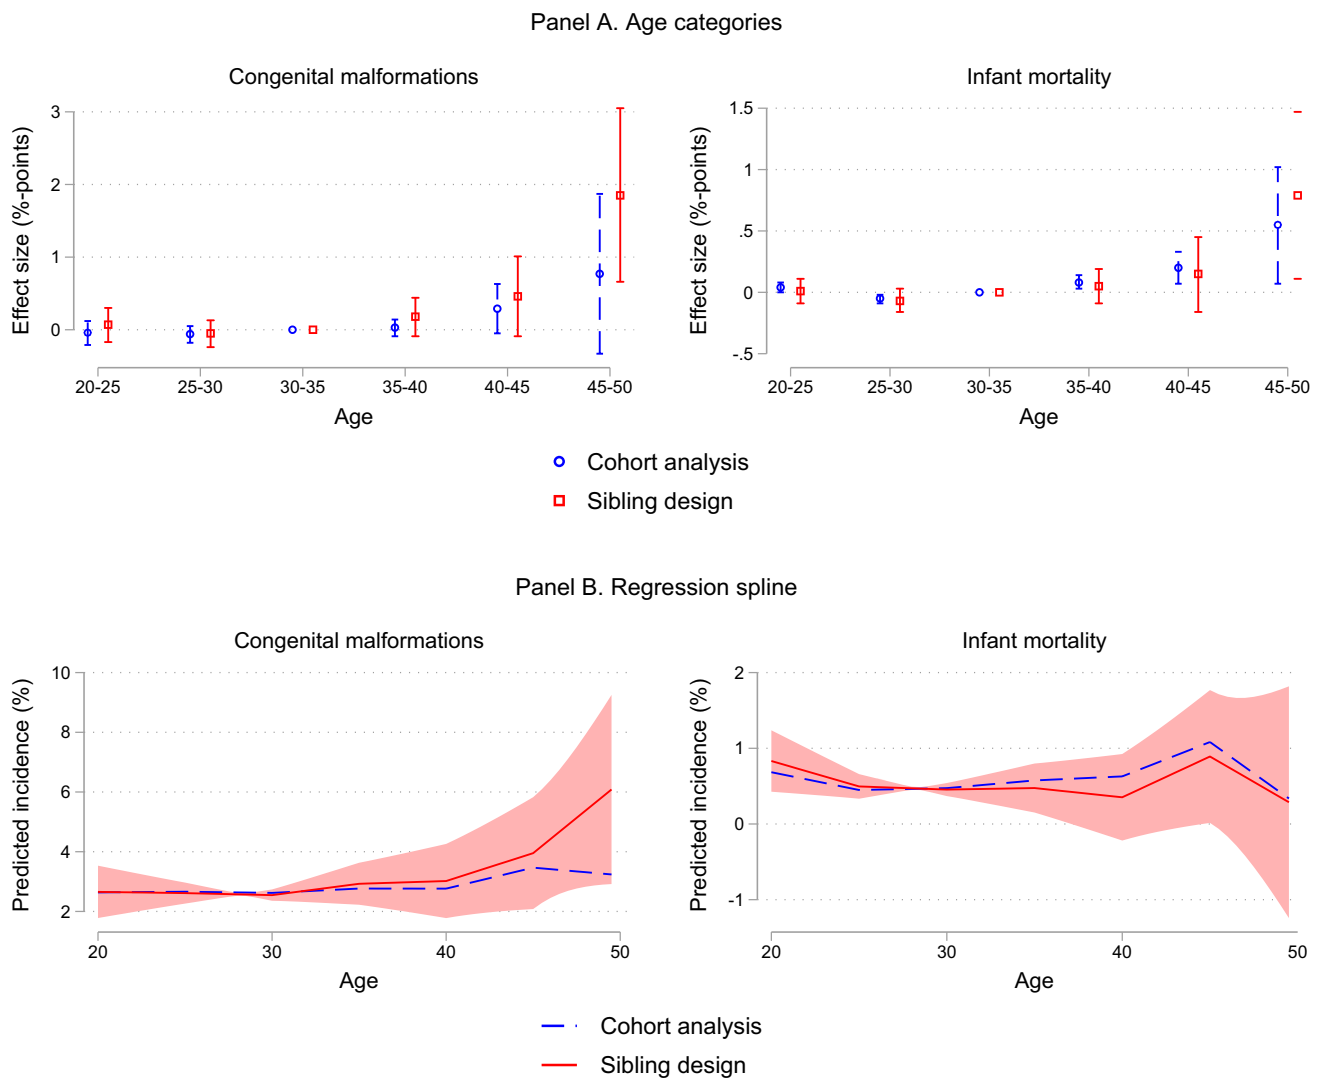 Panel A. Age categories
Congenital malformations
Infant mortality
Effect size (%-points)
3
2
1
0
20-25 25-30 30-35 35-40 40-45 45-50
Age
Effect size (%-points)
1.5
1
.5
0
-.5
20-25 25-30 30-35 35-40 40-45 45-50
Age
Cohort analysis
Sibling design
Panel B. Regression spline
Congenital malformations
Infant mortality
Predicted incidence (%)
10
8
6
4
2
20 30 40 50
Age
Predicted incidence (%)
2
1
0
-1
20 30 40 50
Age
Cohort analysis
Sibling design